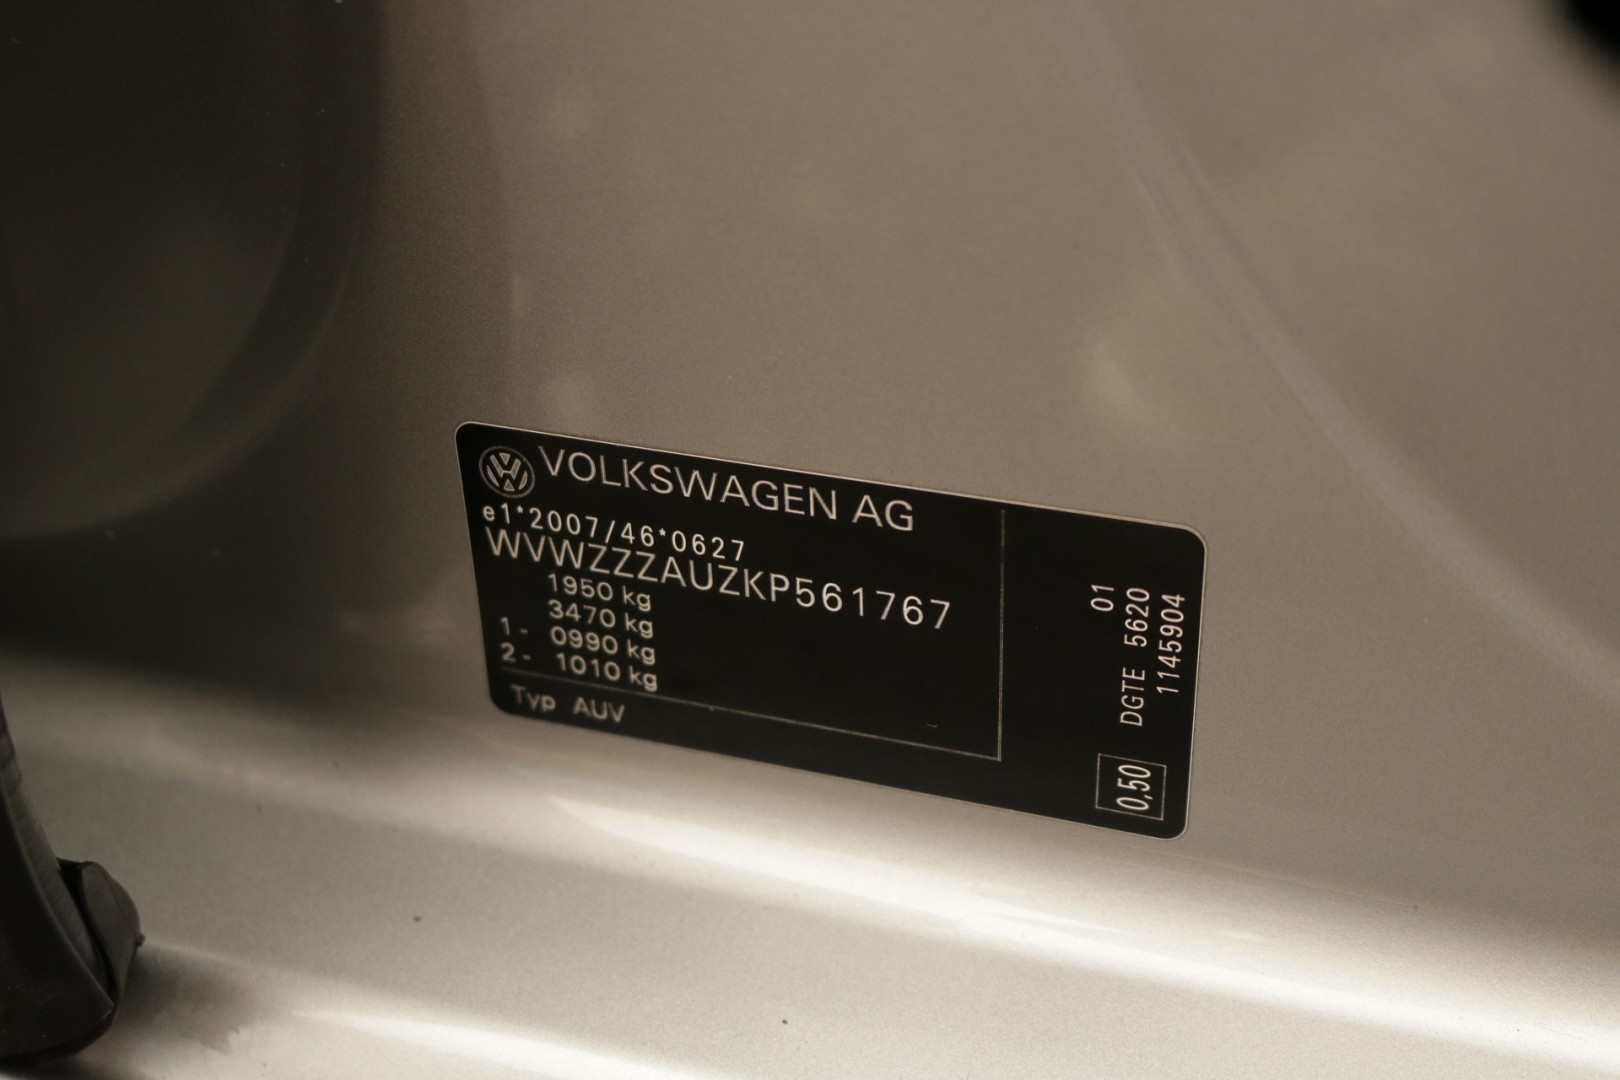 VOLKSWAGEN AG
e1*2007/46*0627
WVWZZZAUZKP561767
1950 kg
3470 kg
1 - 0990 kg
2 - 1010 kg
Typ AUV
01
DGTE 5620
1145904
0,50